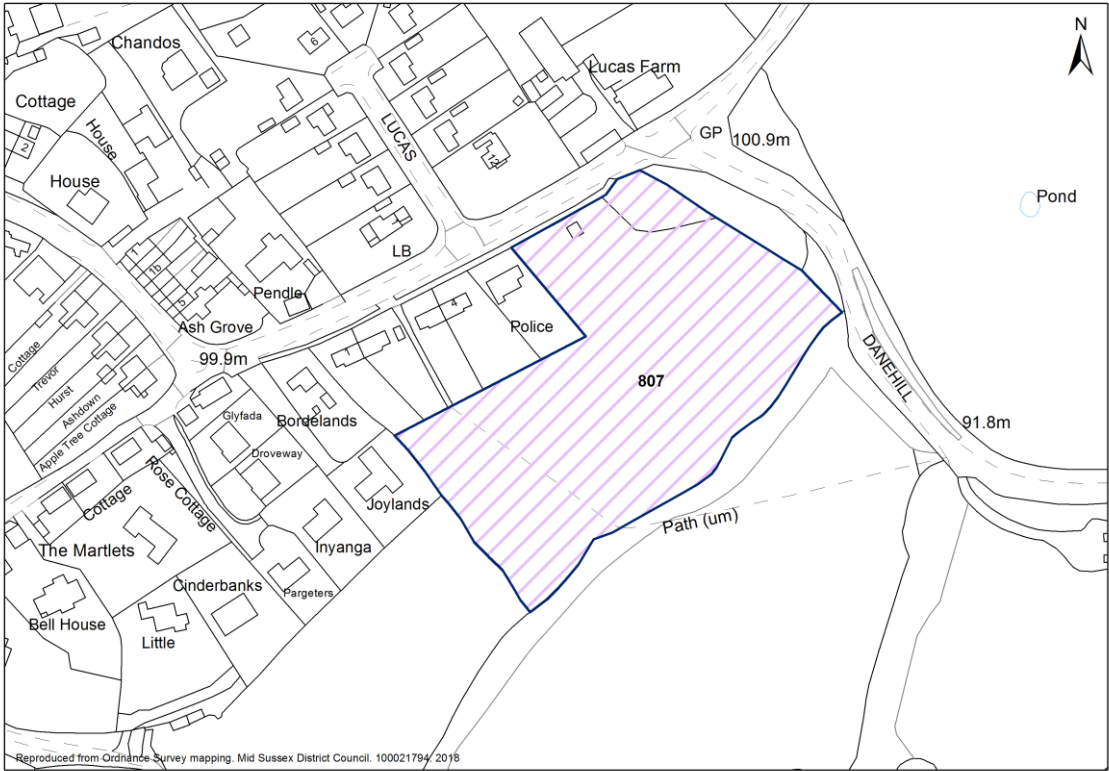 N
Chandos
6
Lucas Farm
Cottage
House
2
House
LUCAS
12
GP
100.9m
Pond
LB
1
1b
5
Pendle
4
Police
Ash Grove
99.9m
1
DANEHILL
807
Cottage
Trevor
Hurst
Ashdown
Apple Tree Cottage
Glyfada
Bordelands
Droveway
91.8m
Rose Cottage
Cottage
Joylands
Path (um)
The Martlets
Inyanga
Cinderbanks
Pargeters
Bell House
Little
Reproduced from Ordnance Survey mapping. Mid Sussex District Council. 100021794. 2018